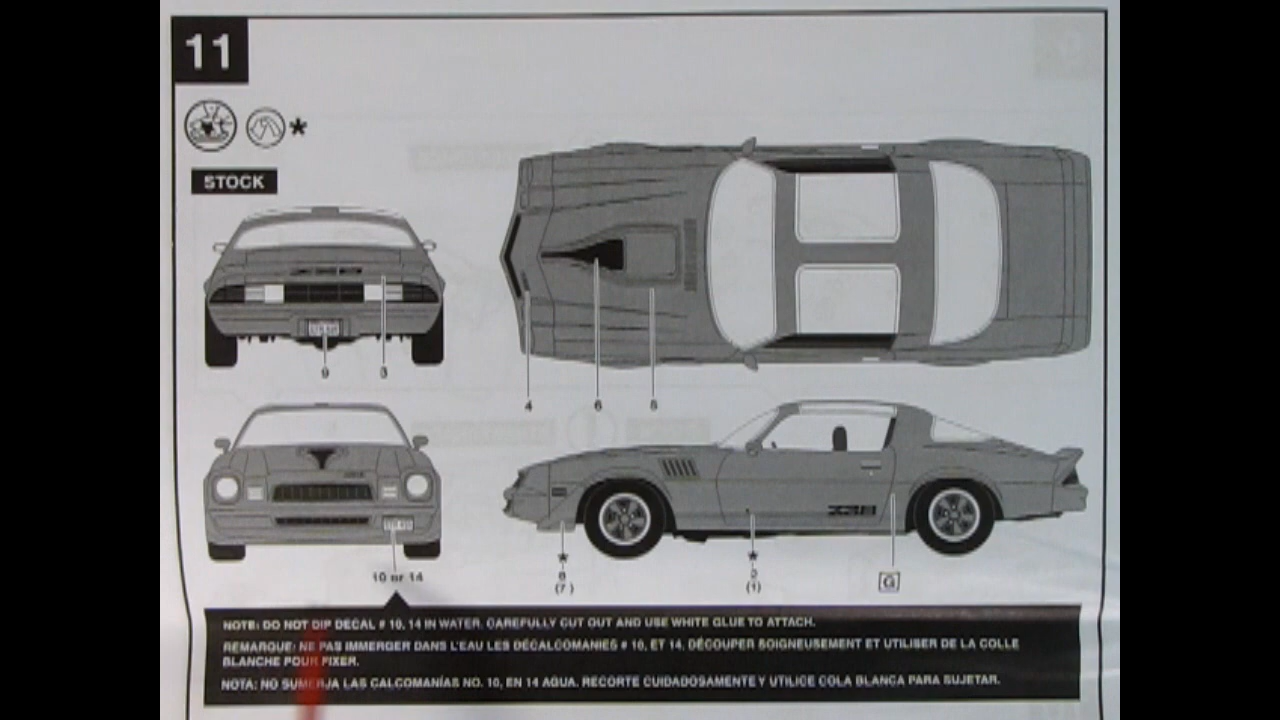 11
*
STOCK
9 3
4 6 5
Z28
10 or 14
* *
8 2
(7) (1)
G
NOTE: DO NOT DIP DECAL # 10, 14 IN WATER. CAREFULLY CUT OUT AND USE WHITE GLUE TO ATTACH.
REMARQUE: NE PAS IMMERGER DANS L'EAU LES DÉCALCOMANIES # 10, ET 14. DÉCOUPER SOIGNEUSEMENT ET UTILISER DE LA COLLE
BLANCHE POUR FIXER.
NOTA: NO SUMERJA LAS CALCOMANÍAS NO. 10, EN 14 AGUA. RECORTE CUIDADOSAMENTE Y UTILICE COLA BLANCA PARA SUJETAR.